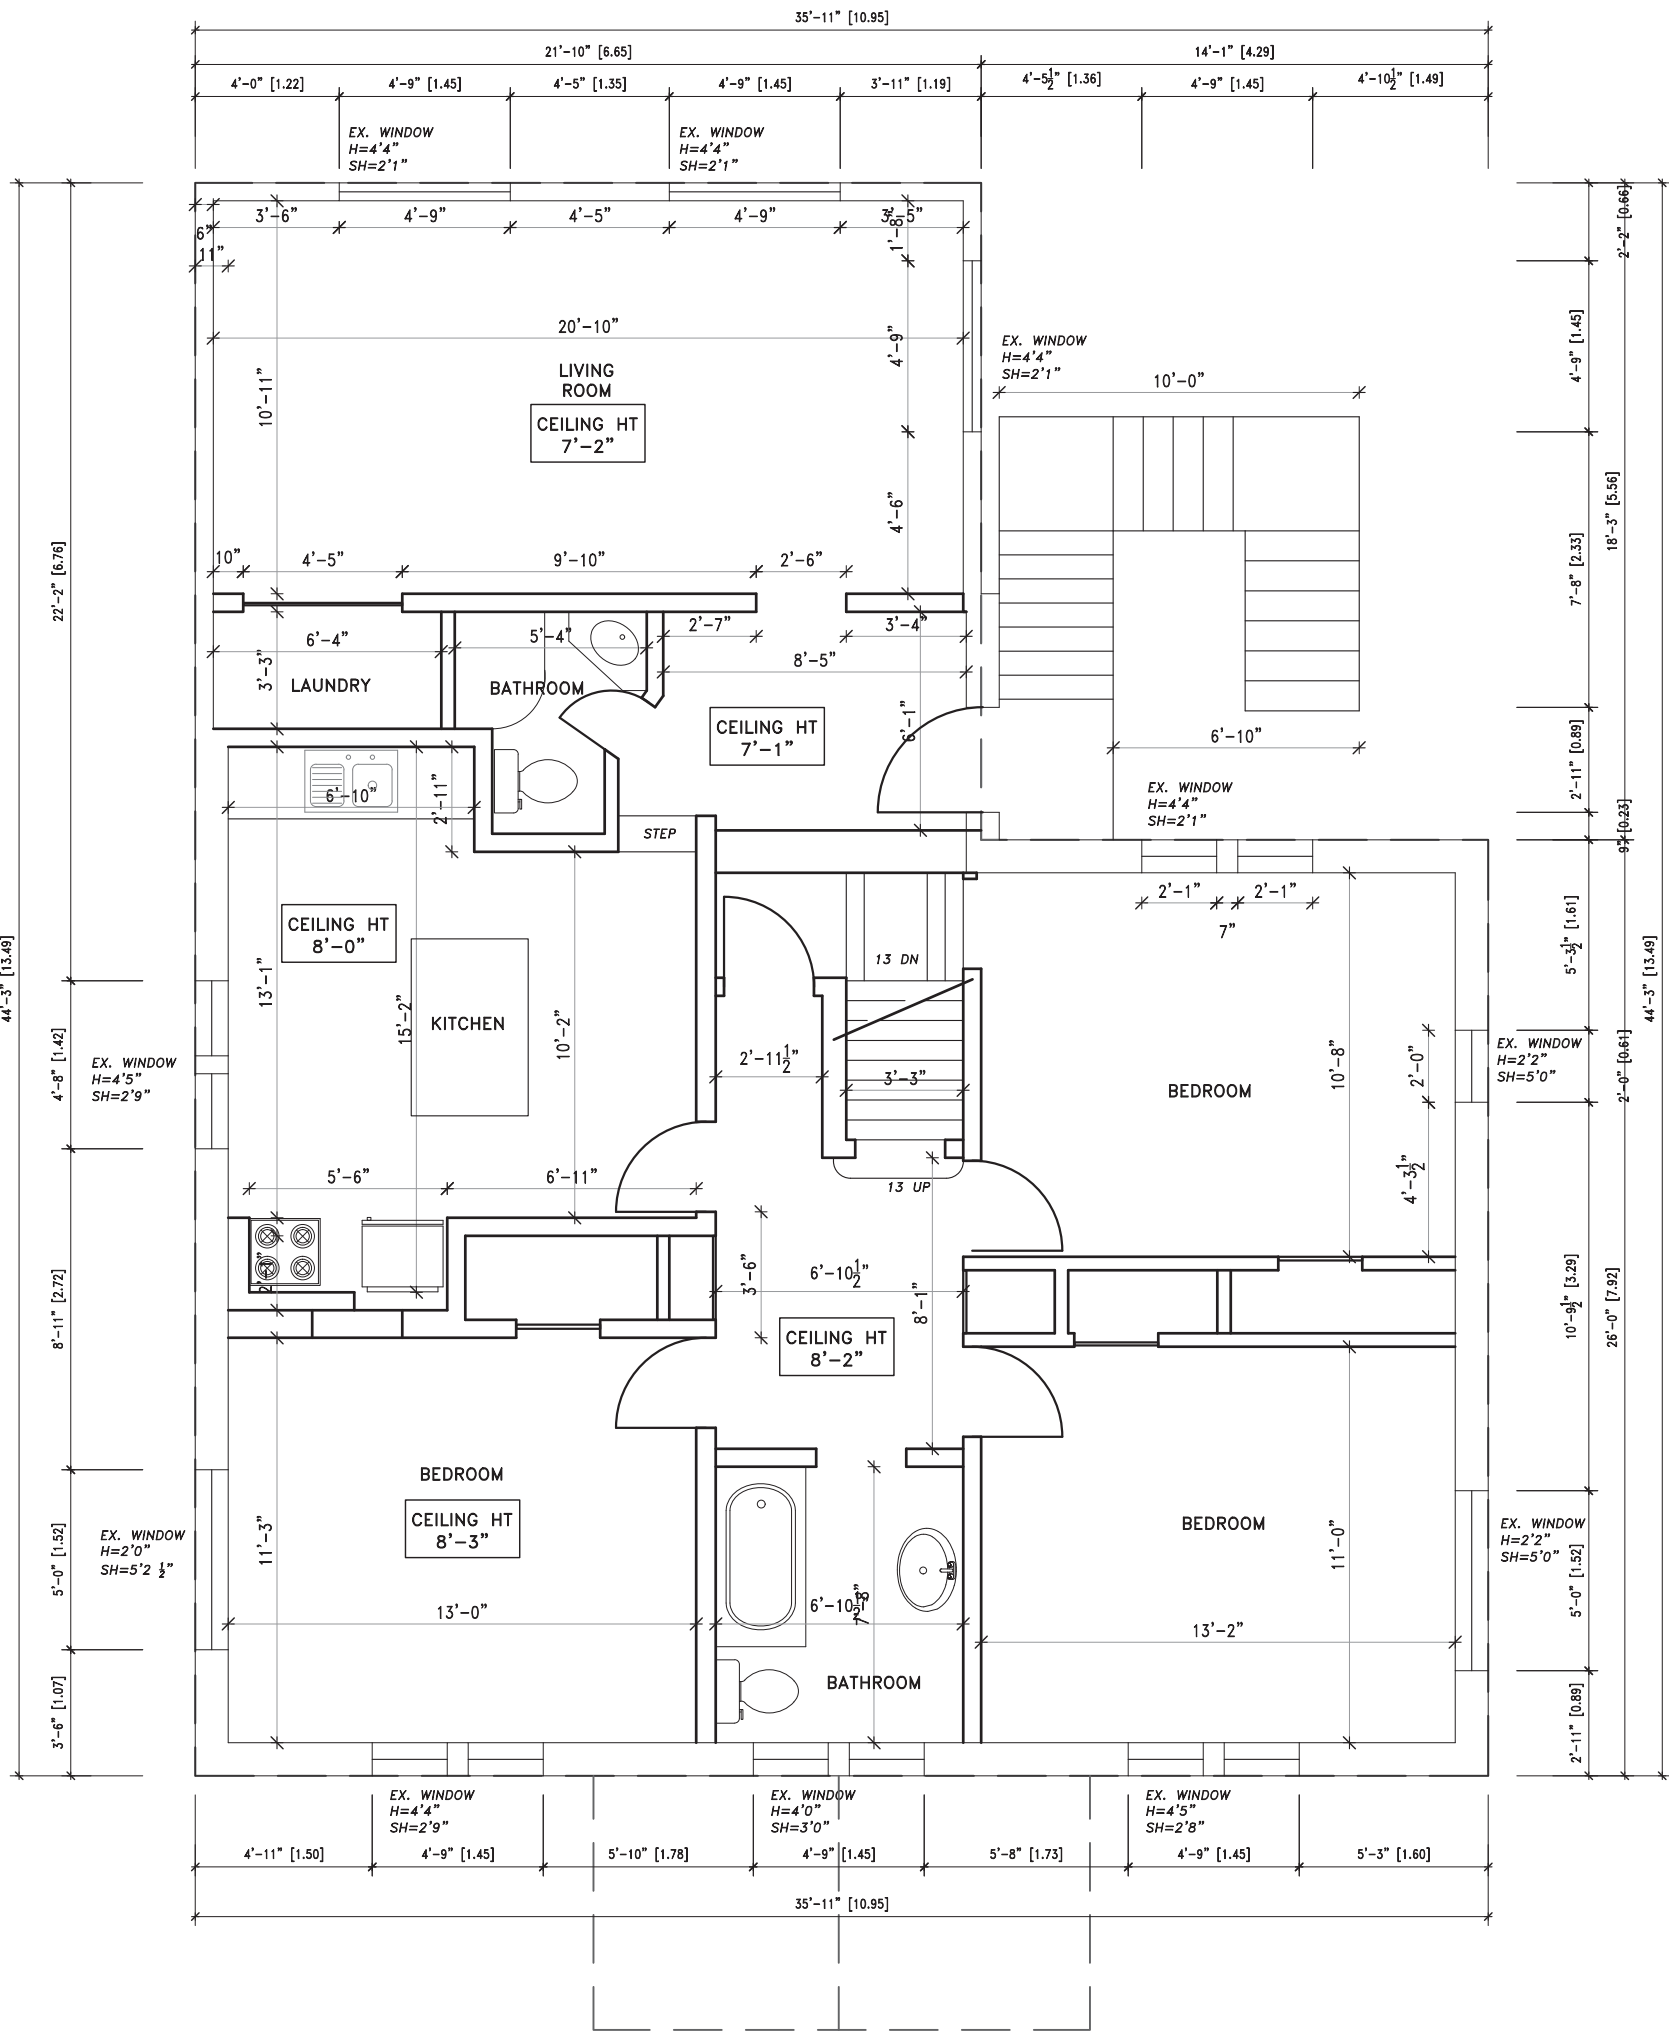 35'-11" [10.95]
21'-10" [6.65]
14'-1" [4.29]
4'-0" [1.22]
4'-9" [1.45]
4'-5" [1.35]
4'-9" [1.45]
3'-11" [1.19]
4'-5½" [1.36]
4'-9" [1.45]
4'-10½" [1.49]
EX. WINDOW
H=4'4"
SH=2'1"
EX. WINDOW
H=4'4"
SH=2'1"
3'-6"
4'-9"
4'-5"
4'-9"
3'-5"
6"
11"
1'-8"
2'-2" [0.66]
20'-10"
4'-9"
4'-9" [1.45]
EX. WINDOW
H=4'4"
SH=2'1"
10'-0"
LIVING
ROOM
CEILING HT
7'-2"
10'-11"
4'-6"
18'-3" [5.56]
22'-2" [6.76]
7'-8" [2.33]
10"
4'-5"
9'-10"
2'-6"
6'-4"
5'-4"
2'-7"
3'-4"
3'-3"
8'-5"
LAUNDRY
BATHROOM
CEILING HT
7'-1"
6'-1"
6'-10"
2'-11" [0.89]
6'-10"
2'-11"
EX. WINDOW
H=4'4"
SH=2'1"
STEP
9" [0.23]
2'-1"
2'-1"
7"
CEILING HT
8'-0"
13 DN
5'-3½" [1.61]
44'-3" [13.49]
44'-3" [13.49]
13'-1"
15'-2"
KITCHEN
10'-2"
4'-8" [1.42]
EX. WINDOW
H=4'5"
SH=2'9"
2'-11½"
3'-3"
10'-8"
BEDROOM
2'-0"
EX. WINDOW
H=2'2"
SH=5'0"
2'-0" [0.61]
5'-6"
6'-11"
13 UP
4'-3½"
8'-11" [2.72]
3'-6"
6'-10½"
8'-1"
10'-9½" [3.29]
26'-0" [7.92]
CEILING HT
8'-2"
BEDROOM
CEILING HT
8'-3"
11'-3"
BEDROOM
11'-0"
EX. WINDOW
H=2'0"
SH=5'2 ½"
5'-0" [1.52]
EX. WINDOW
H=2'2"
SH=5'0"
5'-0" [1.52]
13'-0"
6'-10½"
13'-2"
BATHROOM
3'-6" [1.07]
2'-11" [0.89]
EX. WINDOW
H=4'4"
SH=2'9"
EX. WINDOW
H=4'0"
SH=3'0"
EX. WINDOW
H=4'5"
SH=2'8"
4'-11" [1.50]
4'-9" [1.45]
5'-10" [1.78]
4'-9" [1.45]
5'-8" [1.73]
4'-9" [1.45]
5'-3" [1.60]
35'-11" [10.95]